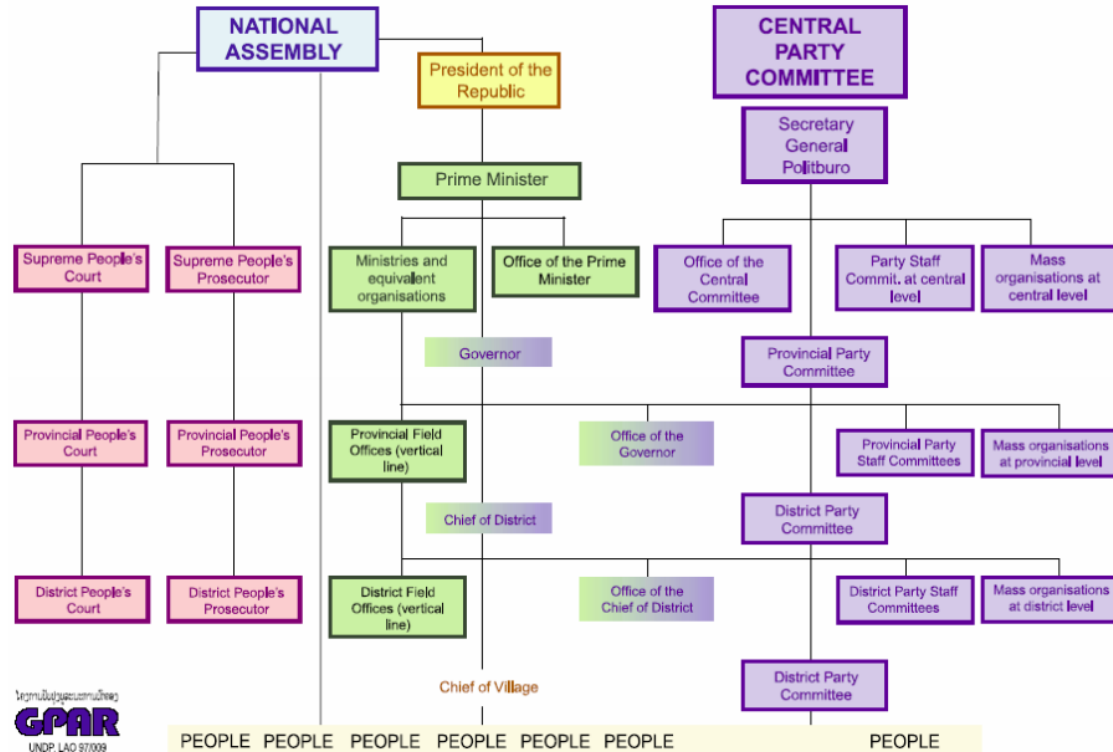 NATIONAL
ASSEMBLY
CENTRAL
PARTY
COMMITTEE
President of the
Republic
Secretary
General
Politburo
Prime Minister
Supreme People's
Court
Supreme People's
Prosecutor
Ministries and
equivalent
organisations
Office of the Prime
Minister
Office of the
Central
Committee
Party Staff
Commit. at central
level
Mass
organisations at
central level
Governor
Provincial Party
Committee
Provincial People's
Court
Provincial People's
Prosecutor
Provincial Field
Offices (vertical
line)
Office of the
Governor
Provincial Party
Staff Committees
Mass organisations
at provincial level
Chief of District
District Party
Committee
District People's
Court
District People's
Prosecutor
District Field
Offices (vertical
line)
Office of the
Chief of District
District Party Staff
Committees
Mass organisations
at district level
Chief of Village
District Party
Committee
GPAR
UNDP, LAO 97/009
PEOPLE PEOPLE PEOPLE PEOPLE PEOPLE PEOPLE PEOPLE